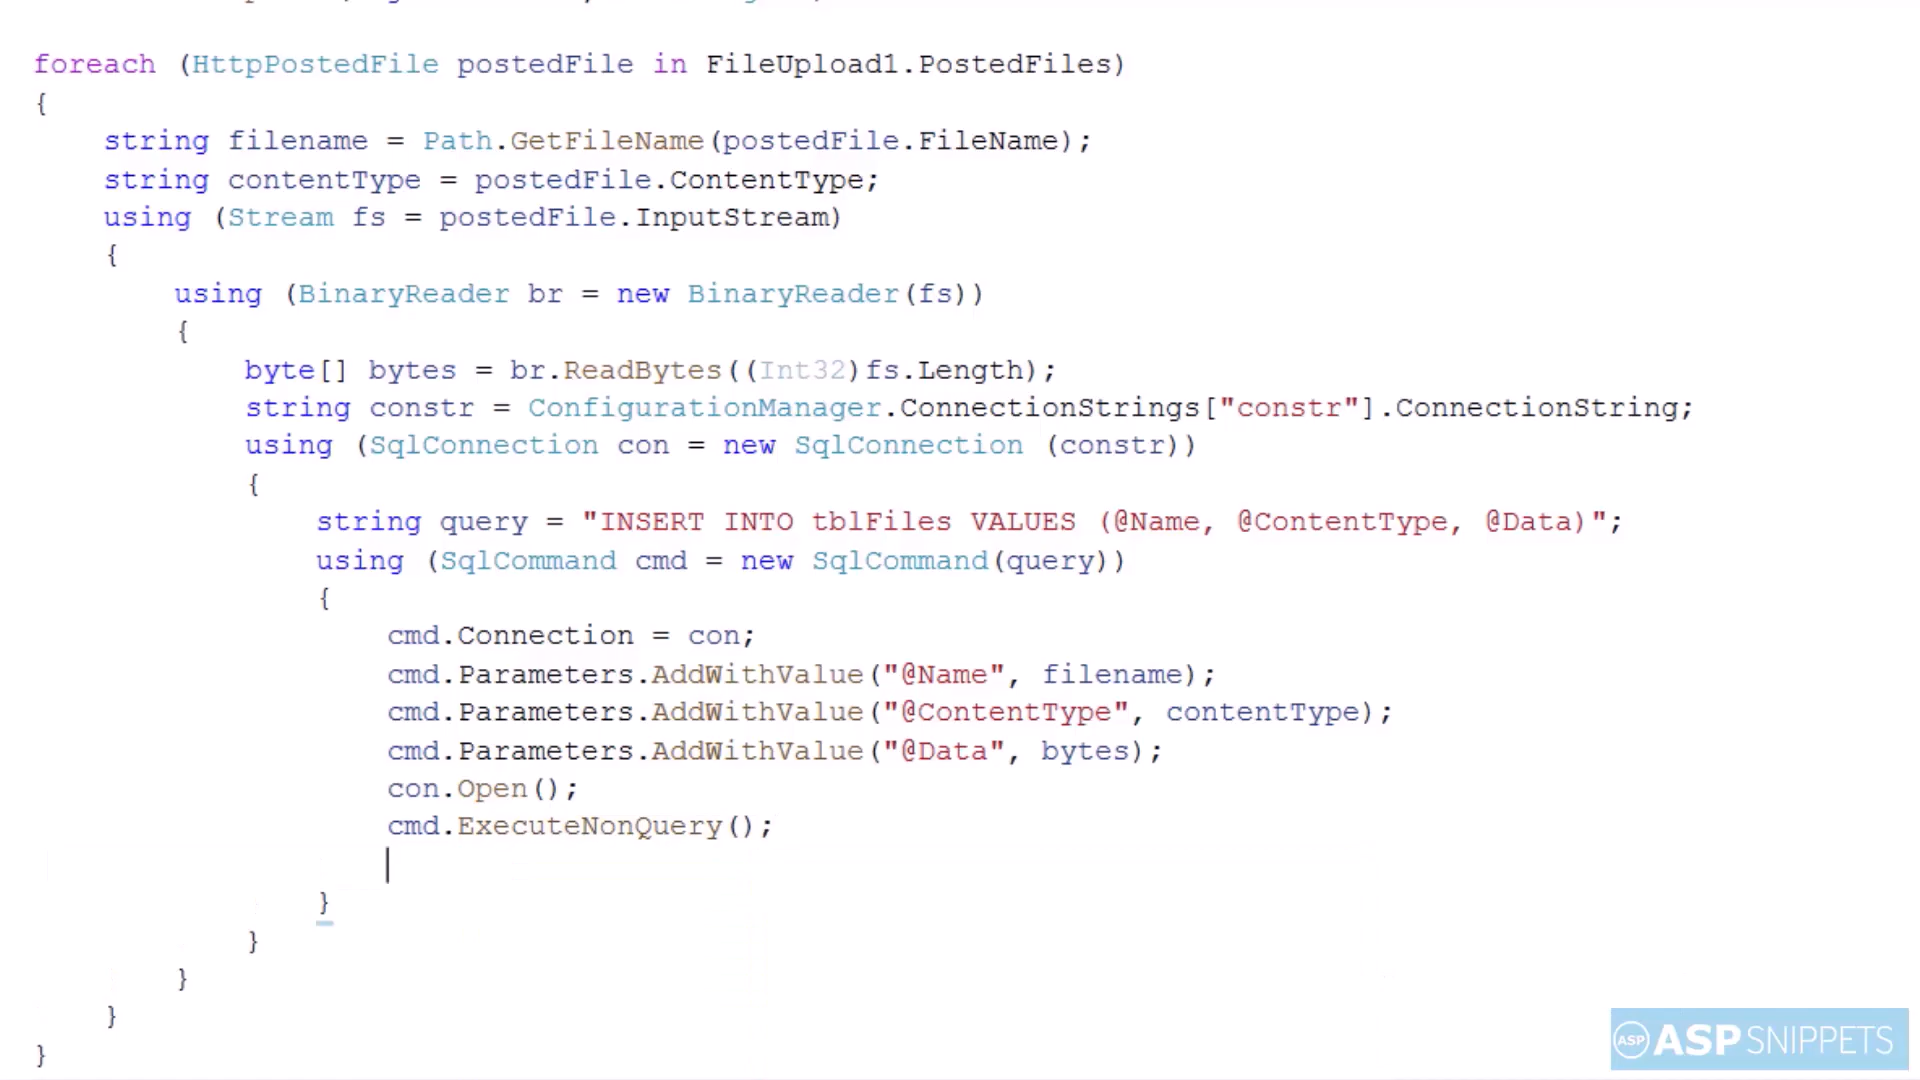 foreach (HttpPostedFile postedFile in FileUpload1.PostedFiles)
{
    string filename = Path.GetFileName(postedFile.FileName);
    string contentType = postedFile.ContentType;
    using (Stream fs = postedFile.InputStream)
    {
        using (BinaryReader br = new BinaryReader(fs))
        {
            byte[] bytes = br.ReadBytes((Int32)fs.Length);
            string constr = ConfigurationManager.ConnectionStrings["constr"].ConnectionString;
            using (SqlConnection con = new SqlConnection (constr))
            {
                string query = "INSERT INTO tblFiles VALUES (@Name, @ContentType, @Data)";
                using (SqlCommand cmd = new SqlCommand(query))
                {
                    cmd.Connection = con;
                    cmd.Parameters.AddWithValue("@Name", filename);
                    cmd.Parameters.AddWithValue("@ContentType", contentType);
                    cmd.Parameters.AddWithValue("@Data", bytes);
                    con.Open();
                    cmd.ExecuteNonQuery();
                }
            }
        }
    }
}
ASP ASPSNIPPETS